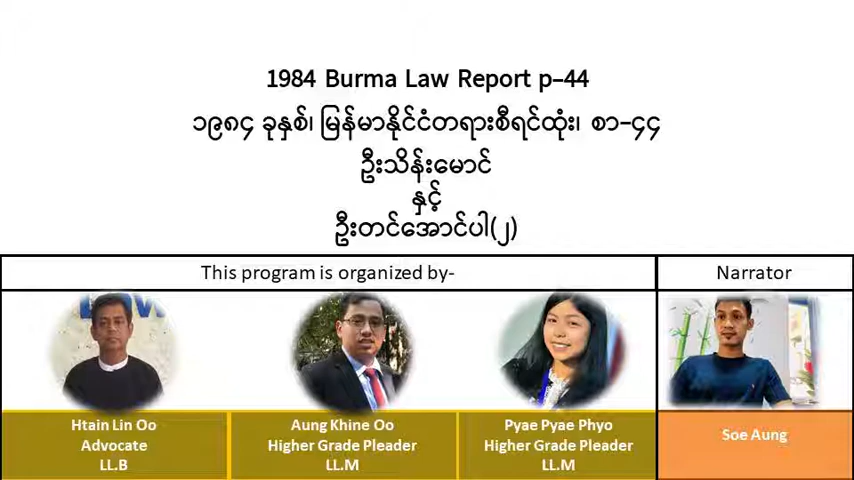 1984 Burma Law Report p-44
၁၉၈၄ ခုနှစ်၊ မြန်မာနိုင်ငံတရားစီရင်ထုံး၊ စာ-၄၄
ဦးသိန်းမောင်
နှင့်
ဦးတင်အောင်ပါ(၂)
This program is organized by-
Narrator
Htain Lin Oo
Advocate
LL.B
Aung Khine Oo
Higher Grade Pleader
LL.M
Pyae Pyae Phyo
Higher Grade Pleader
LL.M
Soe Aung